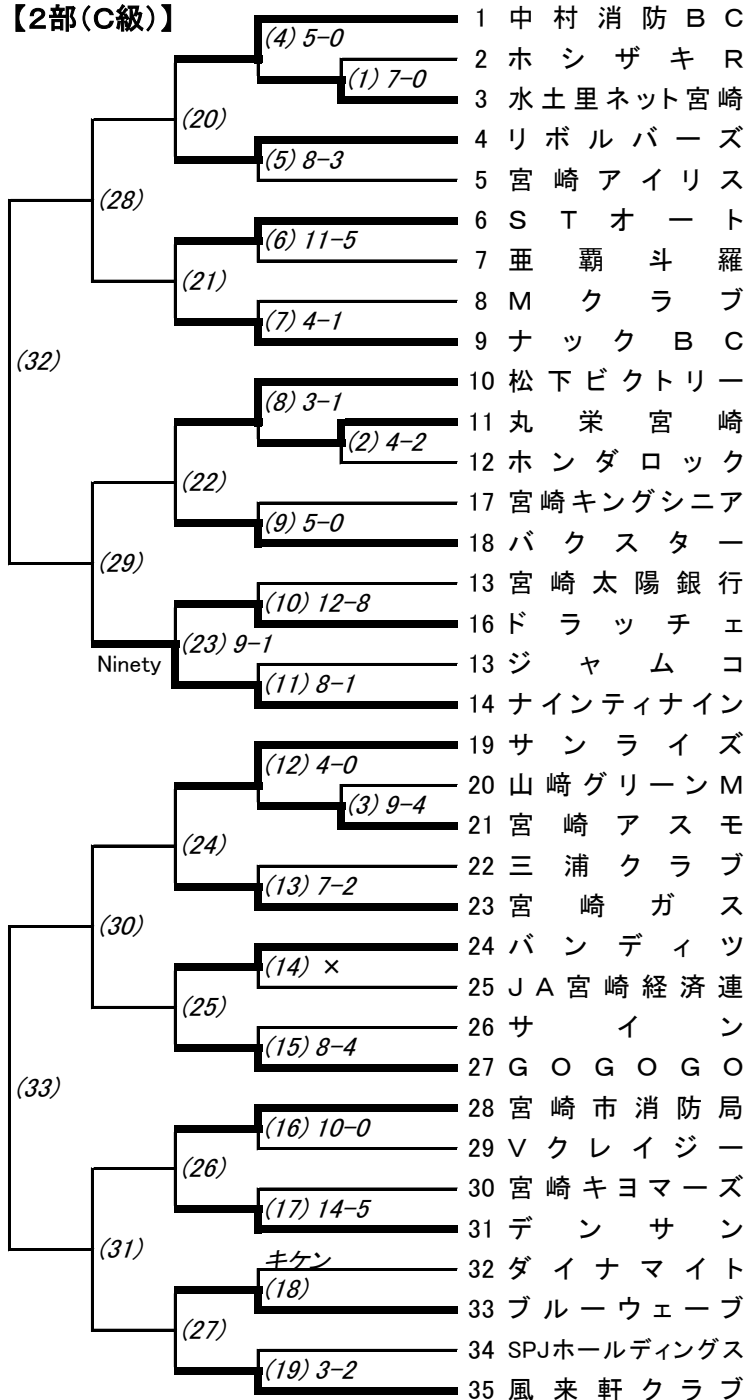 【2部(C級)】
1 中村消防BC
(4) 5-0
2 ホシザキR
(1) 7-0
3 水土里ネット宮崎
(20)
4 リボルバーズ
(5) 8-3
5 宮崎アイリス
(28)
6 STオート
(6) 11-5
7 亜覇斗羅
(21)
8 Mクラブ
(7) 4-1
9 ナックBC
(32)
10 松下ビクトリー
(8) 3-1
11 丸栄宮崎
(2) 4-2
12 ホンダロック
(22)
17 宮崎キングシニア
(9) 5-0
18 バクスター
(29)
13 宮崎太陽銀行
(10) 12-8
16 ドラッチェ
(23) 9-1
Ninety
13 ジャムコ
(11) 8-1
14 ナインティナイン
19 サンライズ
(12) 4-0
20 山﨑グリーンM
(3) 9-4
21 宮崎アスモ
(24)
22 三浦クラブ
(13) 7-2
23 宮崎ガス
(30)
24 バンディツ
(14) ×
25 JA宮崎経済連
(25)
26 サイン
(15) 8-4
27 GOGOGO
(33)
28 宮崎市消防局
(16) 10-0
29 Vクレイジー
(26)
30 宮崎キヨマーズ
(17) 14-5
31 デンサン
(31)
キケン
32 ダイナマイト
(18)
33 ブルーウェーブ
(27)
34 SPJホールディングス
(19) 3-2
35 風来軒クラブ